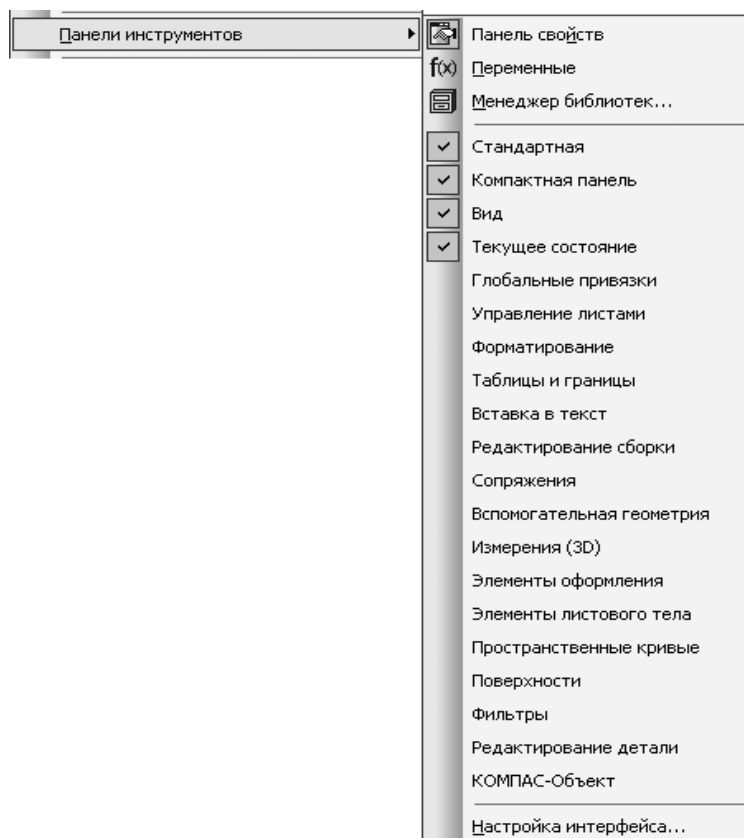 Панели инструментов
Панель свойств
f(x) Переменные
Менеджер библиотек...
Стандартная
Компактная панель
Вид
Текущее состояние
Глобальные привязки
Управление листами
Форматирование
Таблицы и границы
Вставка в текст
Редактирование сборки
Сопряжения
Вспомогательная геометрия
Измерения (3D)
Элементы оформления
Элементы листового тела
Пространственные кривые
Поверхности
Фильтры
Редактирование детали
КОМПАС-Объект
Настройка интерфейса...